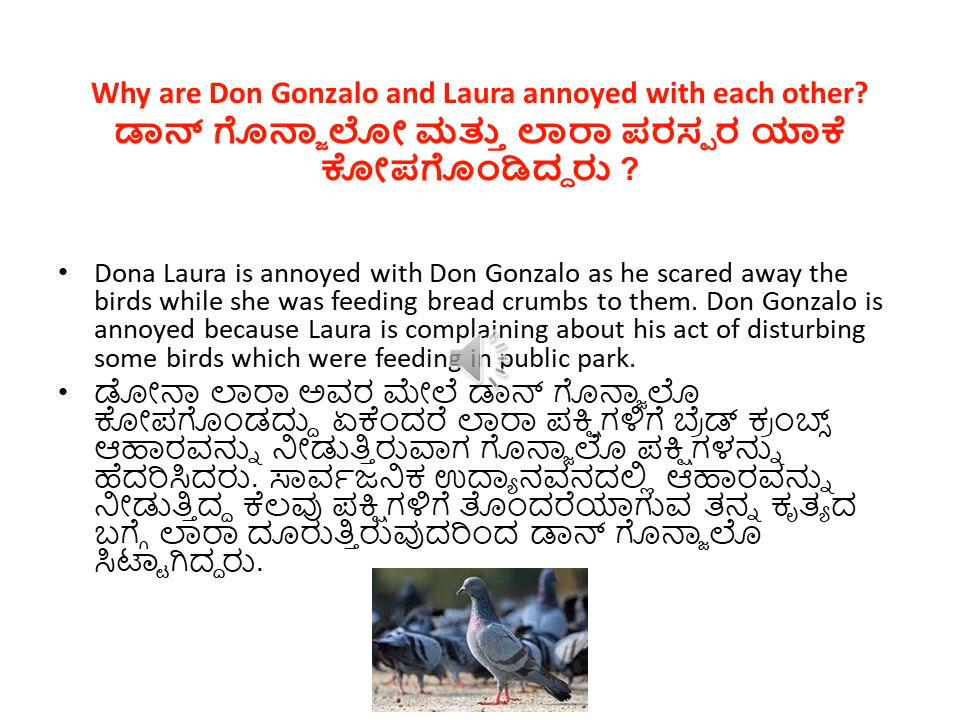 Why are Don Gonzalo and Laura annoyed with each other?
ಡಾನ್ ಗೊನ್ಜಾಲೋ ಮತ್ತು ಲಾರಾ ಪರಸ್ಪರ ಯಾಕೆ
ಕೋಪಗೊಂಡಿದ್ದರು ?
• Dona Laura is annoyed with Don Gonzalo as he scared away the
birds while she was feeding bread crumbs to them. Don Gonzalo is
annoyed because Laura is complaining about his act of disturbing
some birds which were feeding in public park.
• ಡೋನಾ ಲಾರಾ ಅವರ ಮೇಲೆ ಡಾನ್ ಗೊನ್ಜಾಲೊ
ಕೋಪಗೊಂಡದ್ದು ಏಕೆಂದರೆ ಲಾರಾ ಪಕ್ಷಿಗಳಿಗೆ ಬ್ರೆಡ್ ಕ್ರಂಬ್ಸ್
ಆಹಾರವನ್ನು ನೀಡುತ್ತಿರುವಾಗ ಗೊನ್ಜಾಲೊ ಪಕ್ಷಿಗಳನ್ನು
ಹೆದರಿಸಿದರು. ಸಾರ್ವಜನಿಕ ಉದ್ಯಾನವನದಲ್ಲಿ ಆಹಾರವನ್ನು
ನೀಡುತ್ತಿದ್ದ ಕೆಲವು ಪಕ್ಷಿಗಳಿಗೆ ತೊಂದರೆಯಾಗುವ ತನ್ನ ಕೃತ್ಯದ
ಬಗ್ಗೆ ಲಾರಾ ದೂರುತ್ತಿರುವುದರಿಂದ ಡಾನ್ ಗೊನ್ಜಾಲೊ
ಸಿಟ್ಟಾಗಿದ್ದರು.